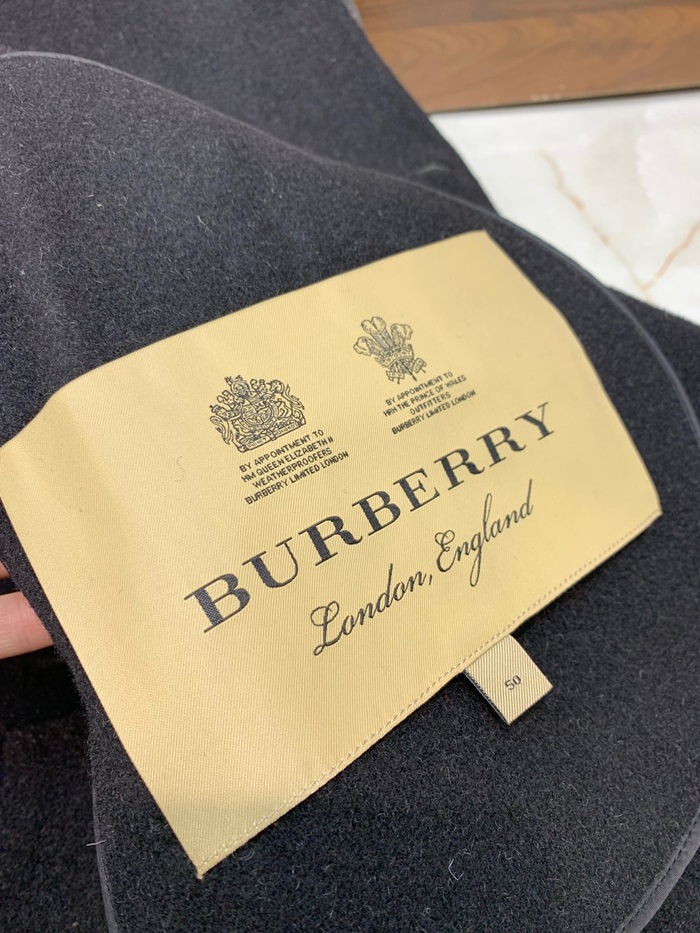 BY APPOINTMENT TO
HM QUEEN ELIZABETH II
WEATHERPROOFERS
BURBERRY LIMITED LONDON
BY APPOINTMENT TO
HRH THE PRINCE OF WALES
OUTFITTERS
BURBERRY LIMITED LONDON
BURBERRY
London, England
50